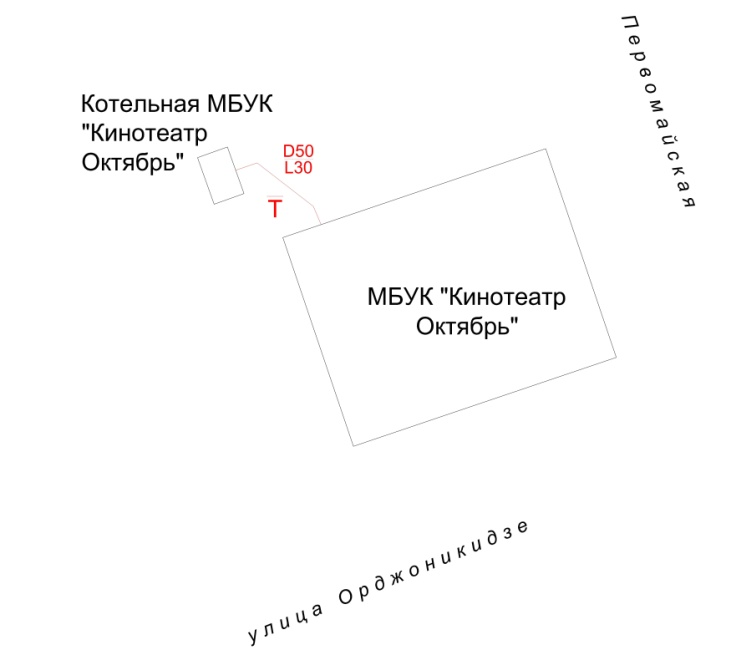 Первомайская
Котельная МБУК
"Кинотеатр
Октябрь"
D50
L30
T
МБУК "Кинотеатр
Октябрь"
улица Орджоникидзе